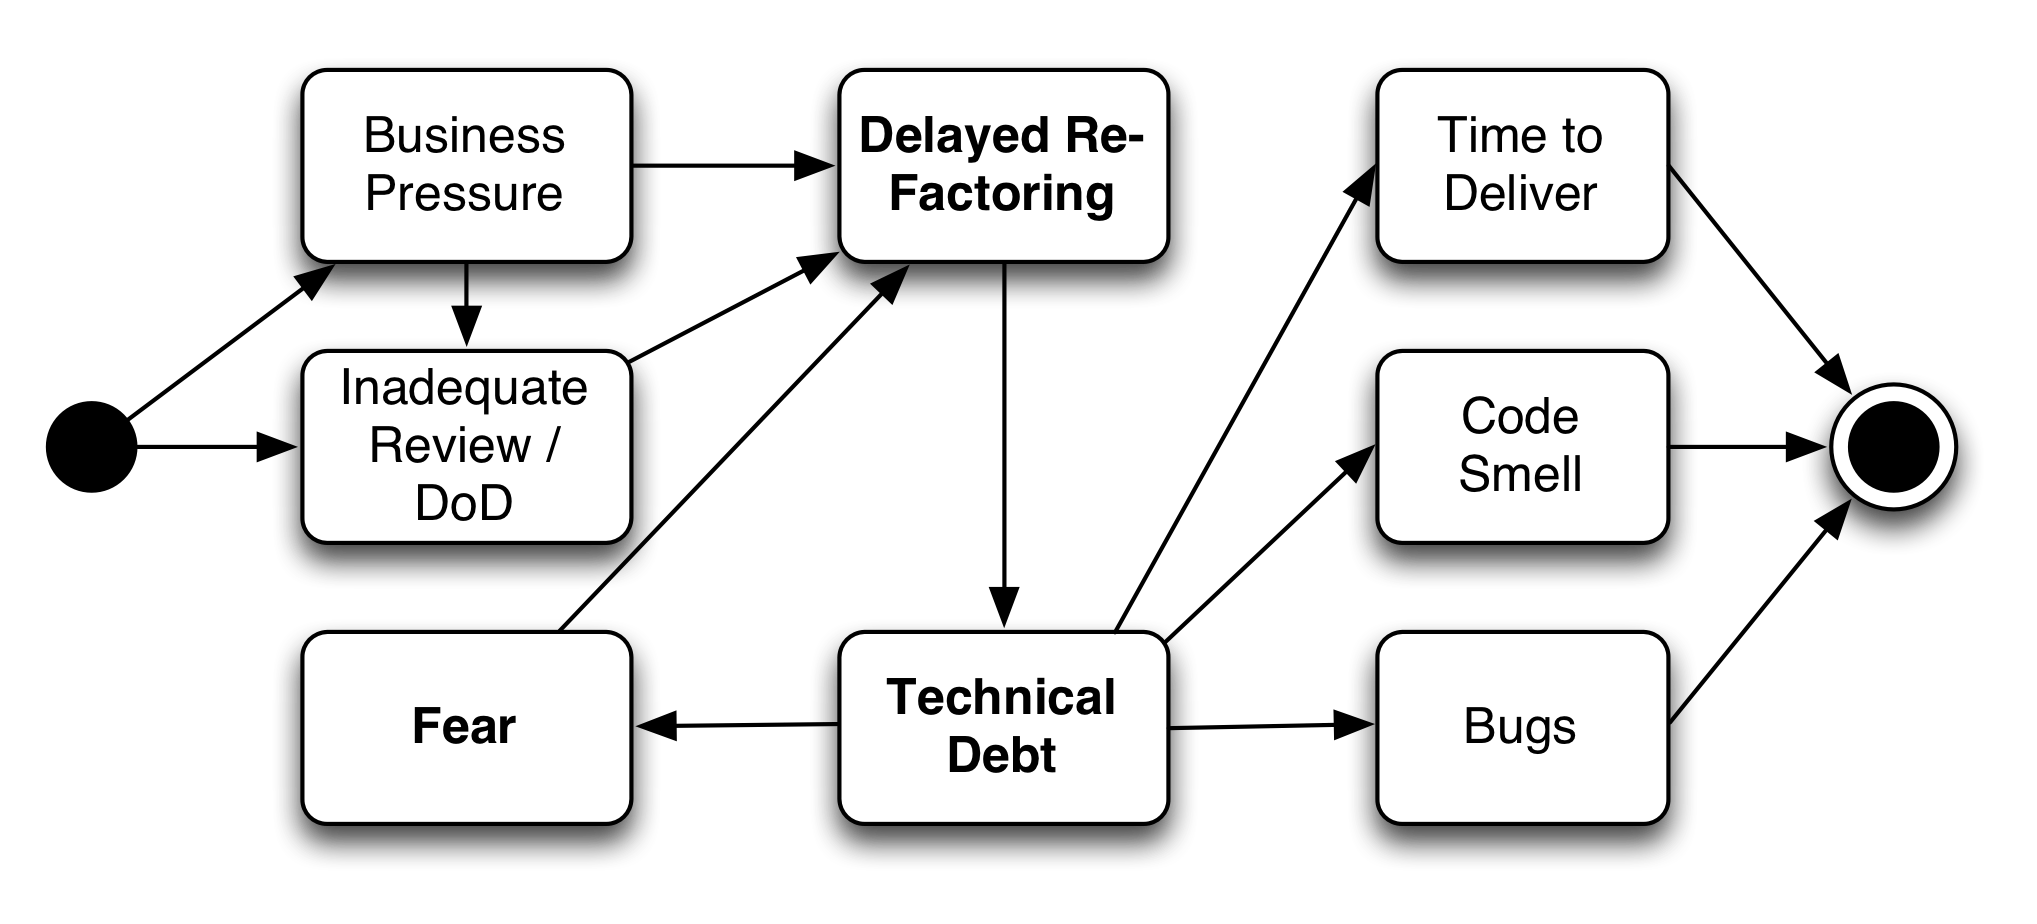 Business
Pressure
Delayed Re-
Factoring
Time to
Deliver
Inadequate
Review /
DoD
Code
Smell
Fear
Technical
Debt
Bugs